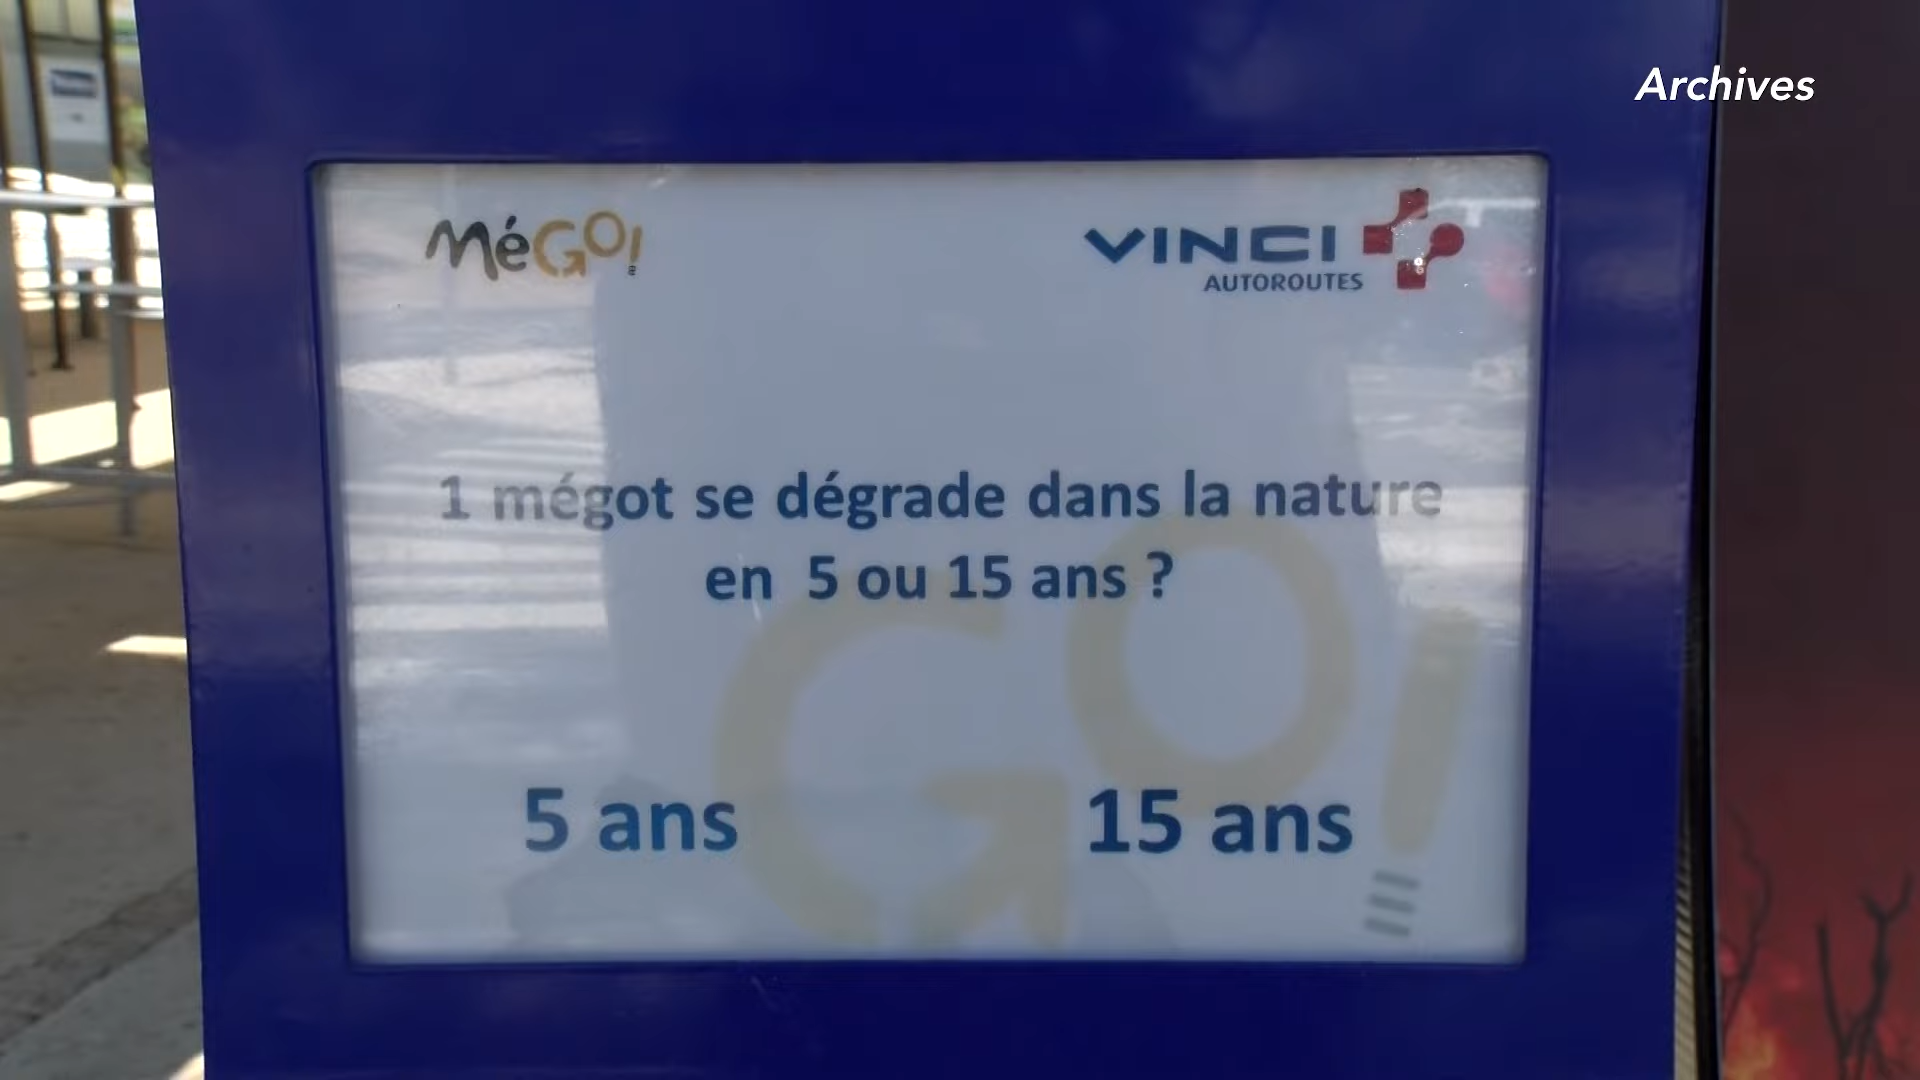 Archives
MéGO!
VINCI
AUTOROUTES
1 mégot se dégrade dans la nature
en 5 ou 15 ans ?
GO!
5 ans
15 ans